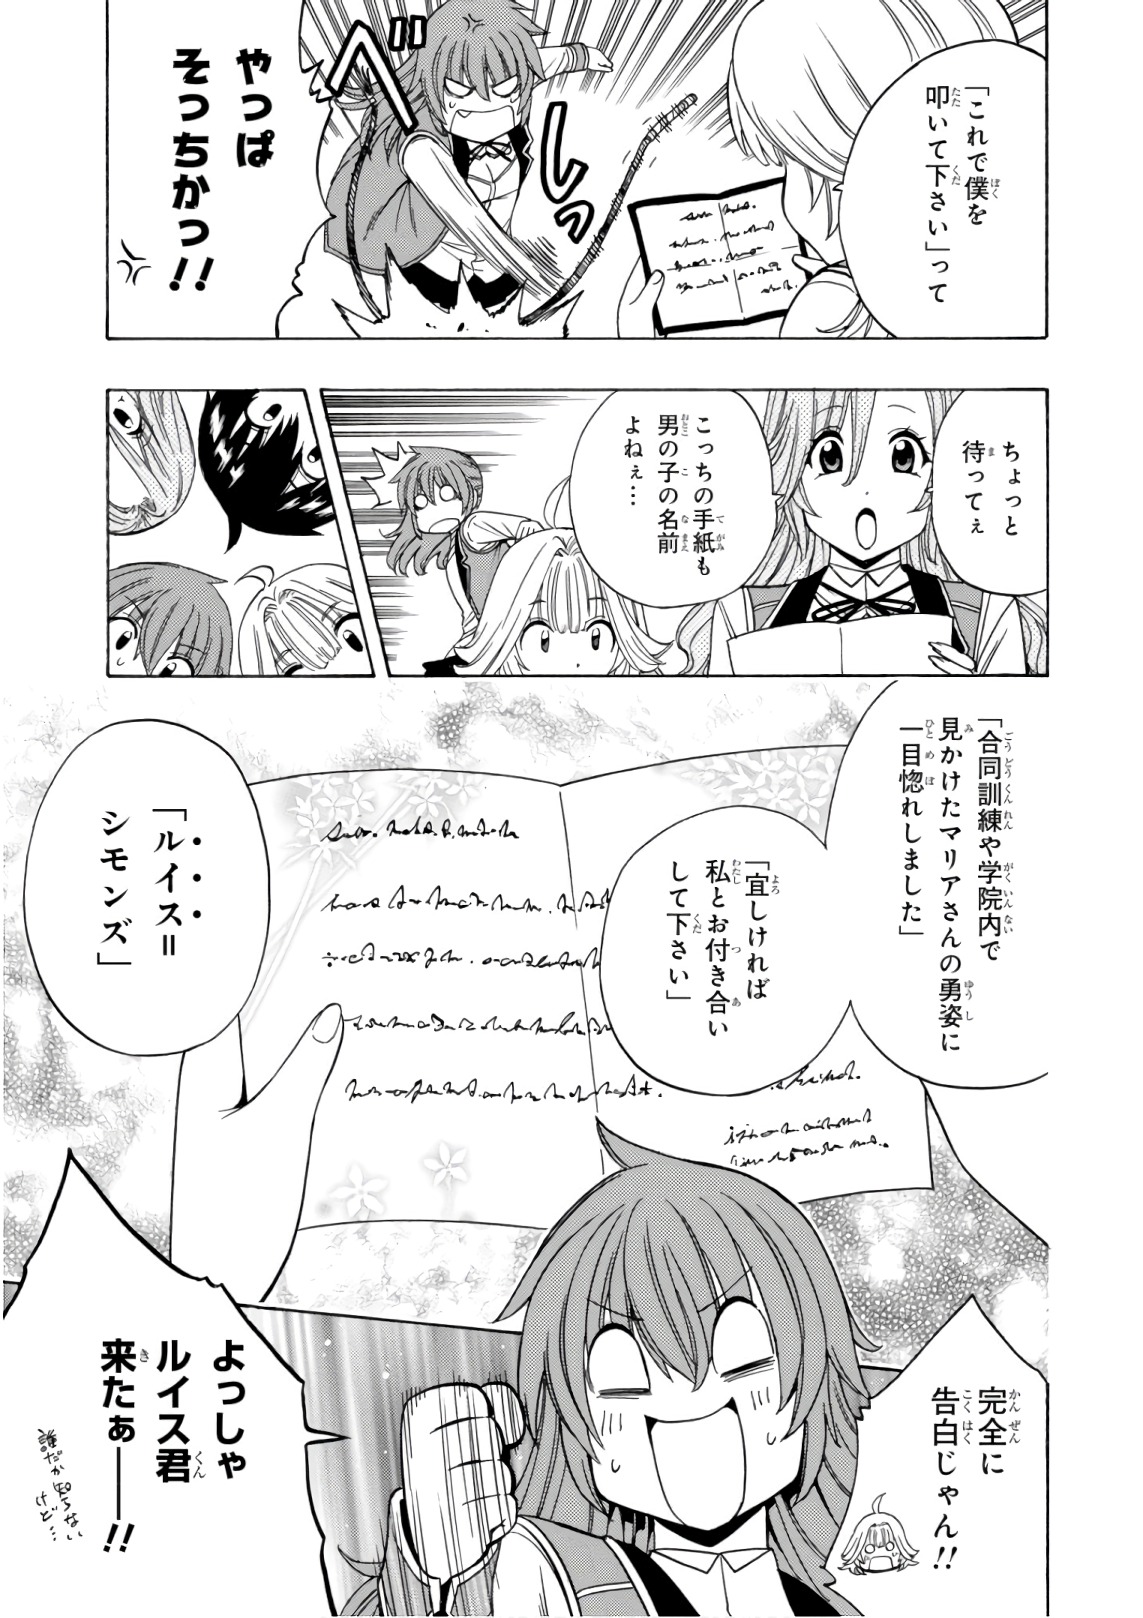 「これで僕を
叩いて下さい」って
べし
っ
やっぱ
そっちかっ!!
ちょっと
待ってぇ
こっちの手紙も
男の子の名前
よねぇ…
「合同訓練や学院内で
見かけたマリアさんの勇姿に
一目惚れしました」
「宜しければ
私とお付き合い
して下さい」
「ルイス=
シモンズ」
完全に
告白じゃん!!
よっしゃ
ルイス君
来たぁ――!!
誰だか知らない
けど…